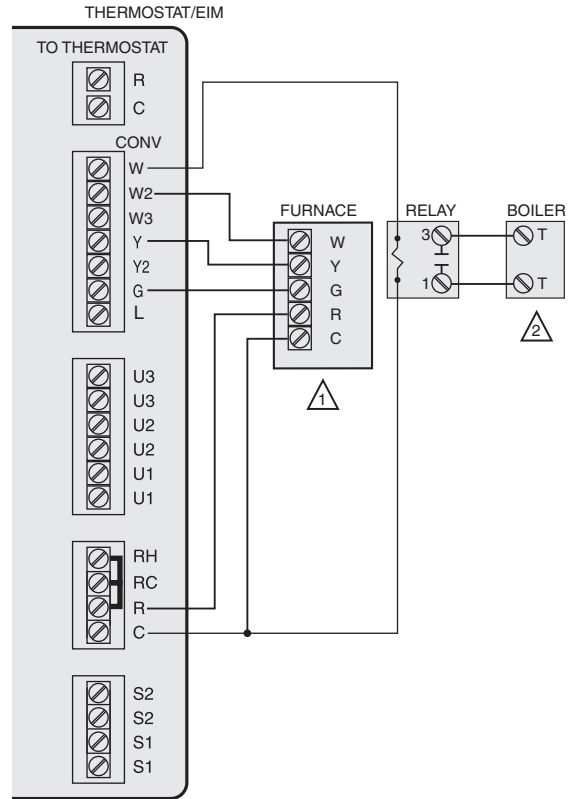 THERMOSTAT/EIM
TO THERMOSTAT
R
C
CONV
W
W2
W3
Y
Y2
G
L
U3
U3
U2
U2
U1
U1
RH
RC
R
C
S2
S2
S1
S1
FURNACE
W
Y
G
R
C
1
RELAY
3
1
BOILER
T
T
2